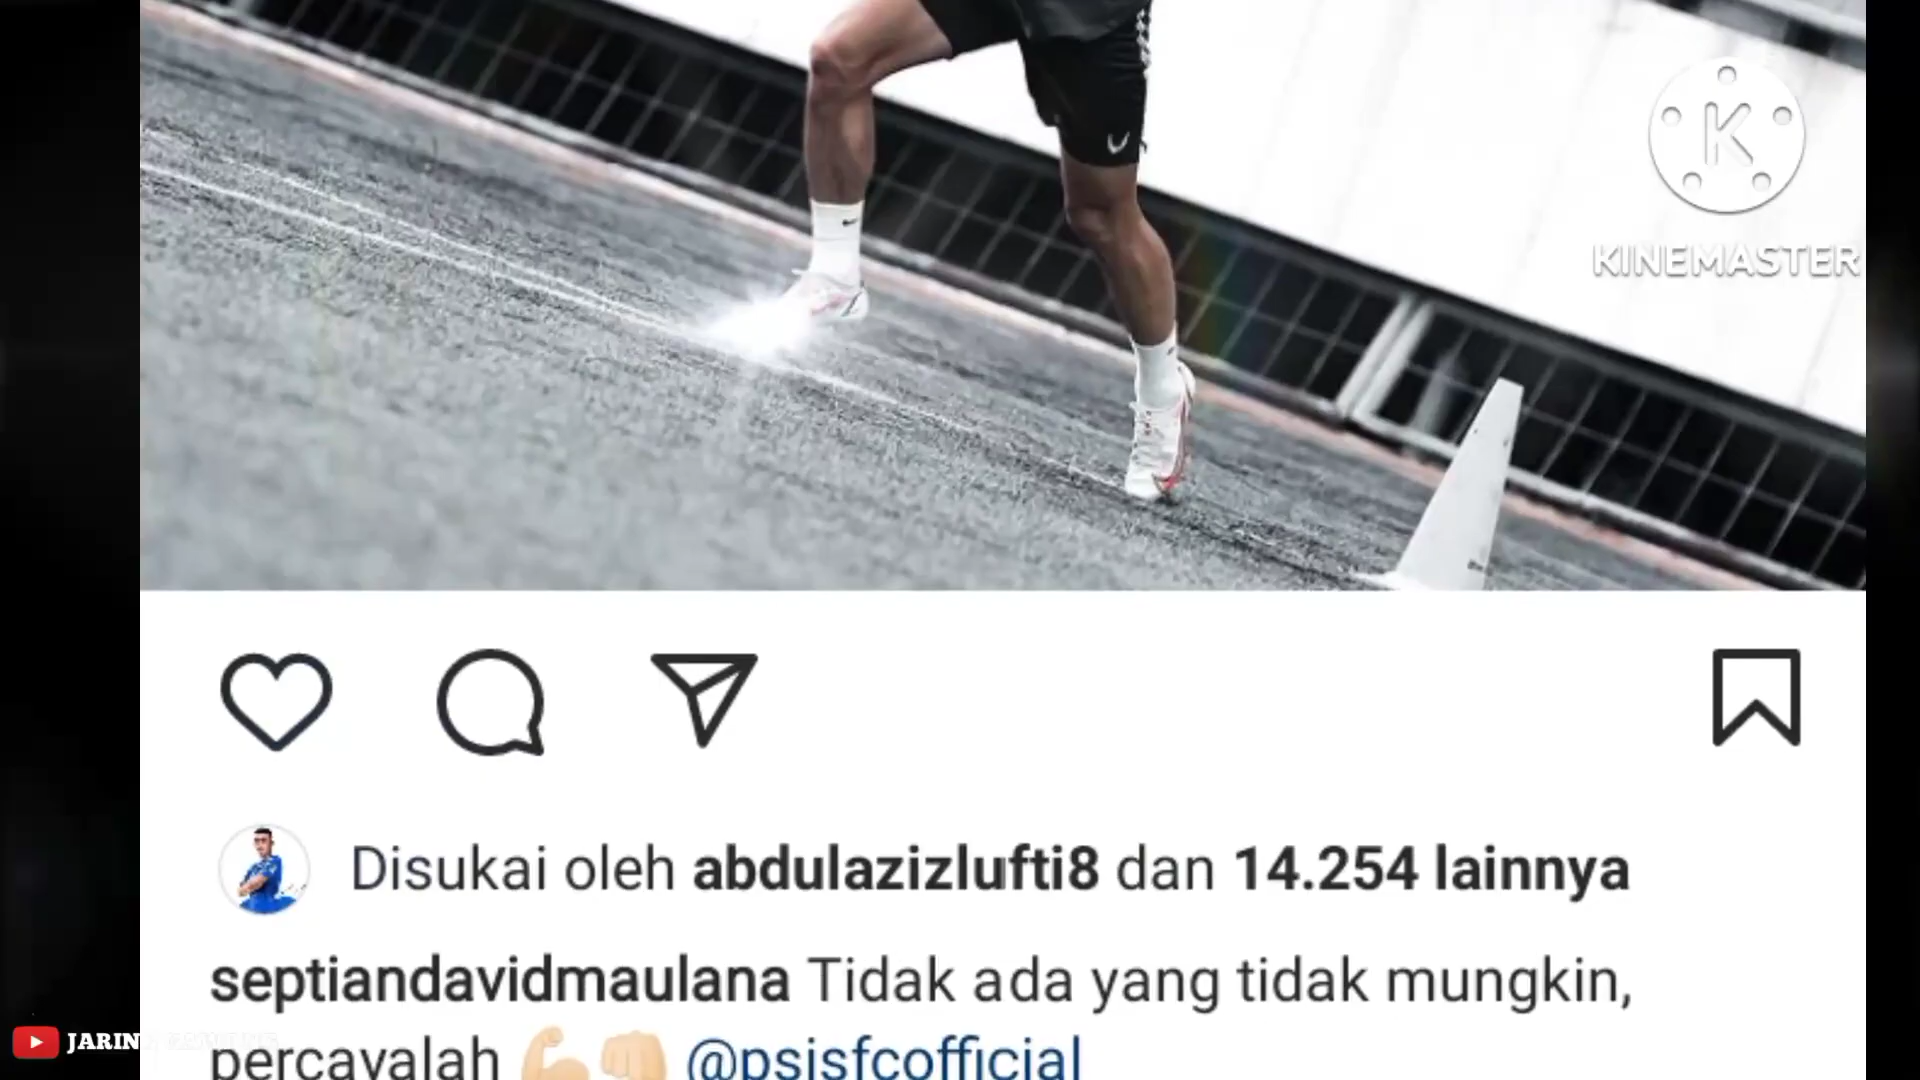 K
KINEMASTER
Disukai oleh abdulazizlufti8 dan 14.254 lainnya
septiandavidmaulana Tidak ada yang tidak mungkin,
percayalah 💪🏻👊🏻 @psisfcofficial
JARIN